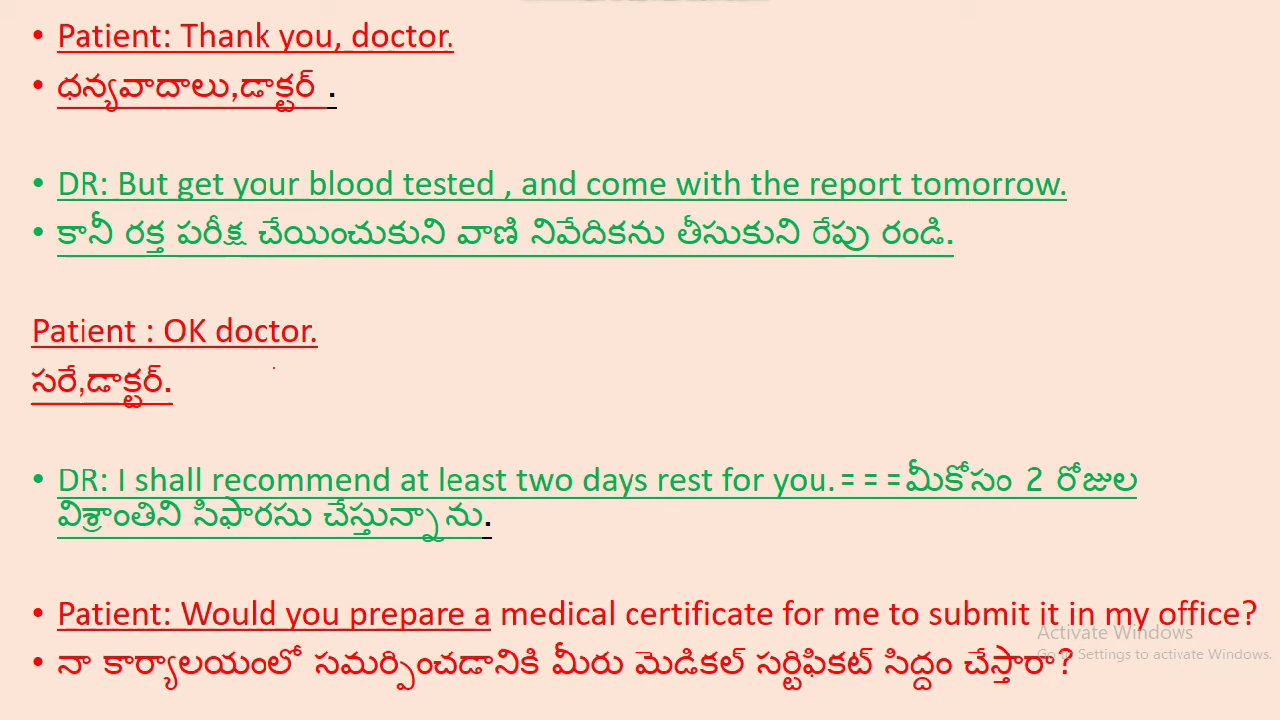 • Patient: Thank you, doctor.
• ధన్యవాదాలు,డాక్టర్ .
• DR: But get your blood tested , and come with the report tomorrow.
• కానీ రక్త పరీక్ష చేయించుకుని వాణి నివేదికను తీసుకుని రేపు రండి.
Patient : OK doctor.
సరే,డాక్టర్.
• DR: I shall recommend at least two days rest for you. = = =మీకోసం 2 రోజుల
విశ్రాంతిని సిఫారసు చేస్తున్నాను.
• Patient: Would you prepare a medical certificate for me to submit it in my office?
Activate Windows
• నా కార్యాలయంలో సమర్పించడానికి మీరు మెడికల్ సర్టిఫికట్ సిద్దం చేస్తారా?
Go to Settings to activate Windows.